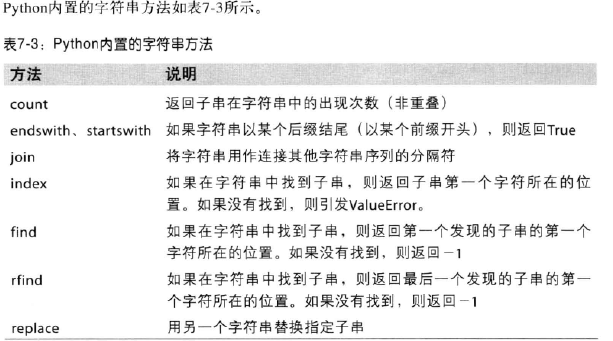 Python内置的字符串方法如表7-3所示。
表7-3：Python内置的字符串方法
方法 说明
count 返回子串在字符串中的出现次数（非重叠）
endswith、startswith 如果字符串以某个后缀结尾（以某个前缀开头），则返回True
join 将字符串用作连接其他字符串序列的分隔符
index 如果在字符串中找到子串，则返回子串第一个字符所在的位
置。如果没有找到，则引发ValueError。
find 如果在字符串中找到子串，则返回第一个发现的子串的第一个
字符所在的位置。如果没有找到，则返回－1
rfind 如果在字符串中找到子串，则返回最后一个发现的子串的第一
个字符所在的位置。如果没有找到，则返回－1
replace 用另一个字符串替换指定子串